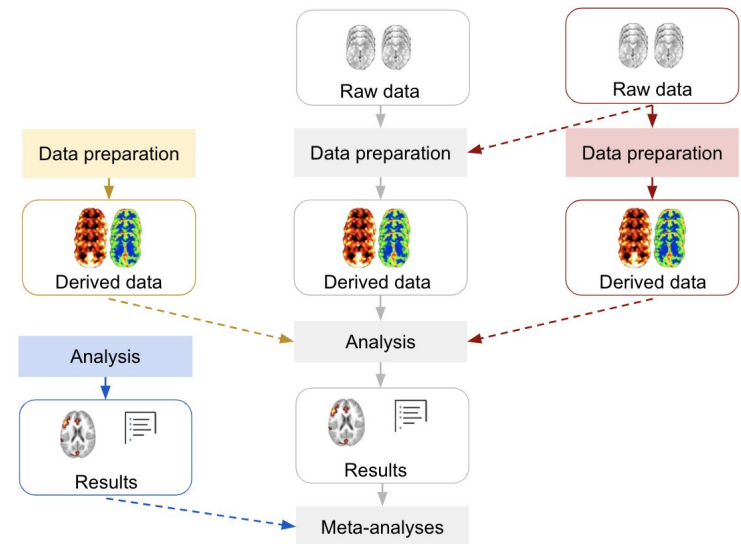 Raw data
Raw data
Data preparation
Data preparation
Data preparation
Derived data
Derived data
Derived data
Analysis
Analysis
Results
Results
Meta-analyses